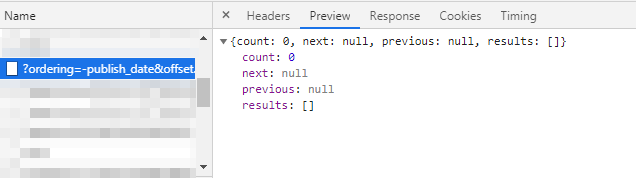 Name
Headers Preview Response Cookies Timing
{count: 0, next: null, previous: null, results: []}
count: 0
?ordering=-publish_date&offset
next: null
previous: null
results: []